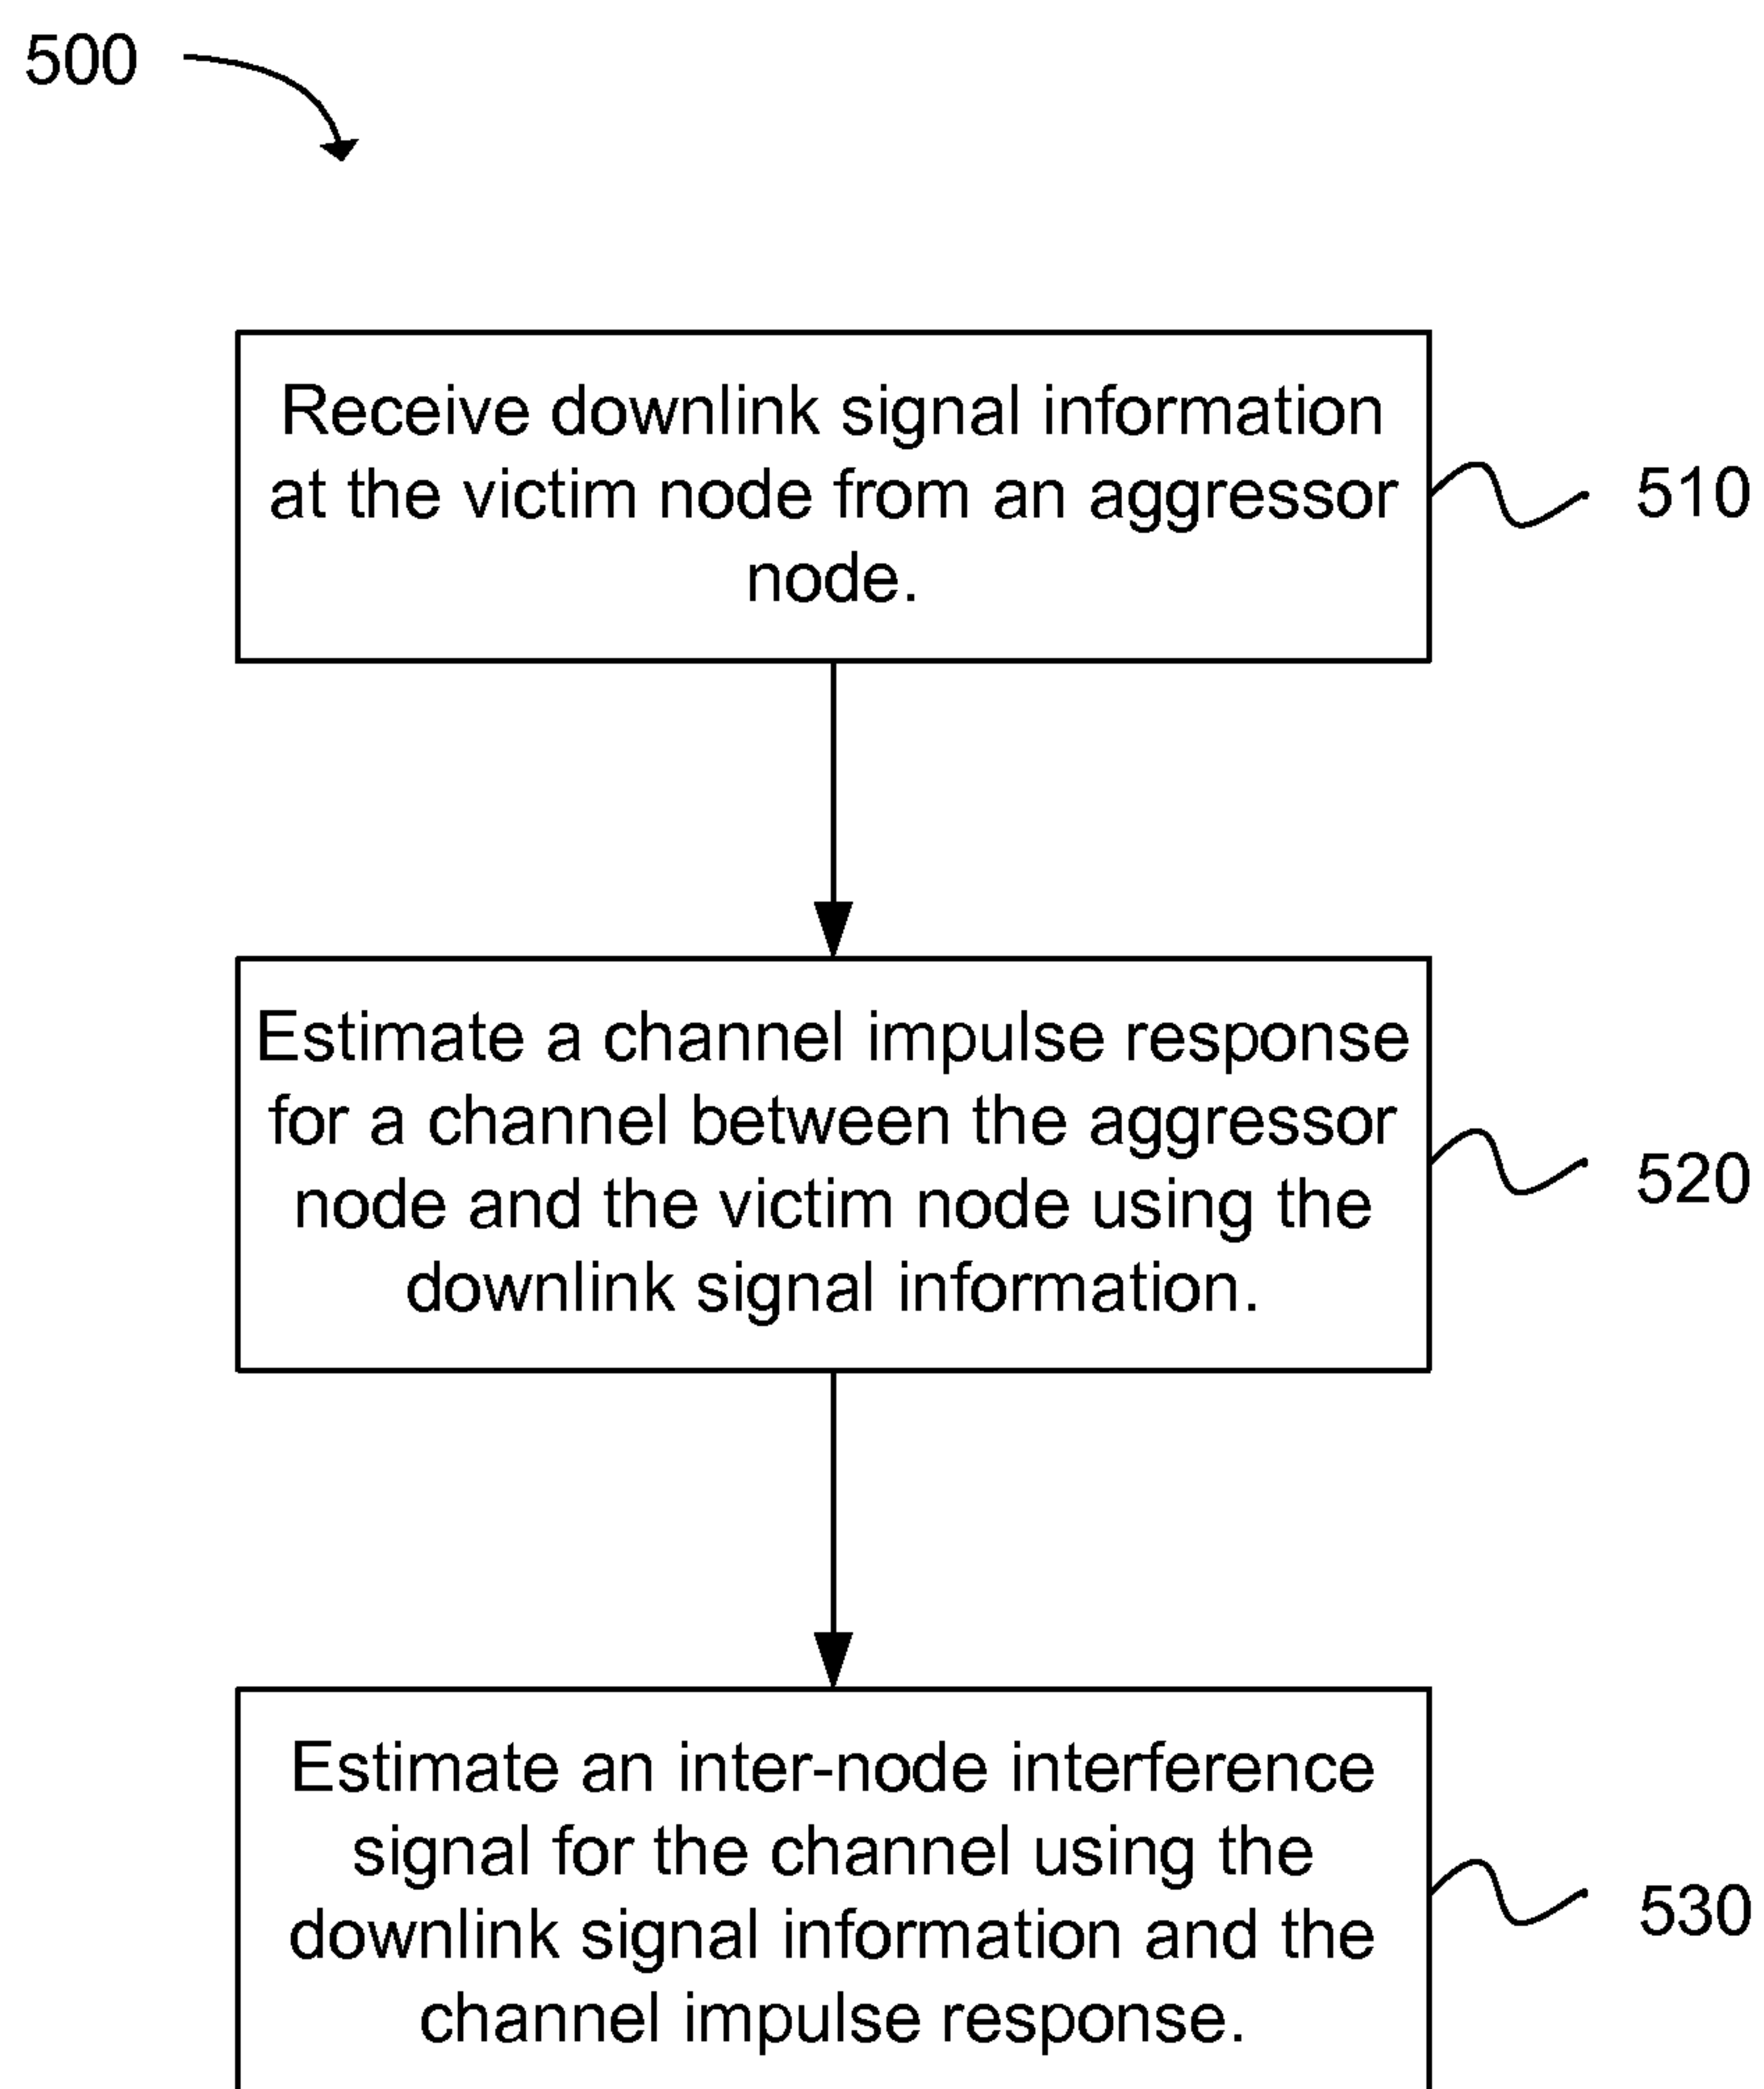 500
Receive downlink signal information
at the victim node from an aggressor
node.
510
Estimate a channel impulse response
for a channel between the aggressor
node and the victim node using the
downlink signal information.
520
Estimate an inter-node interference
signal for the channel using the
downlink signal information and the
channel impulse response.
530